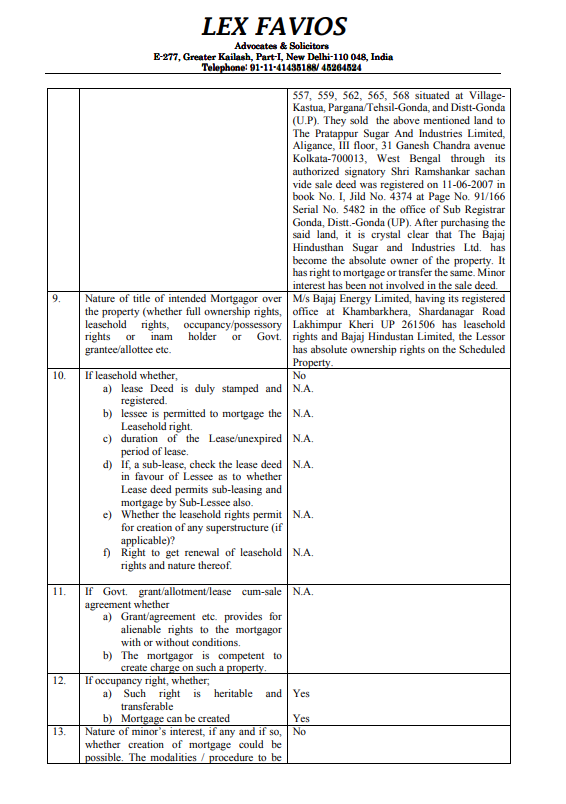 LEX FAVIOS
Advocates & Solicitors
E-277, Greater Kailash, Part-I, New Delhi-110 048, India
Telephone: 91-11-41435188/ 45264524
557, 559, 562, 565, 568 situated at Village-
Kastua, Pargana/Tehsil-Gonda, and Distt-Gonda
(U.P). They sold the above mentioned land to
The Pratappur Sugar And Industries Limited,
Aligance, III floor, 31 Ganesh Chandra avenue
Kolkata-700013, West Bengal through its
authorized signatory Shri Ramshankar sachan
vide sale deed was registered on 11-06-2007 in
book No. I, Jild No. 4374 at Page No. 91/166
Serial No. 5482 in the office of Sub Registrar
Gonda, Distt.-Gonda (UP). After purchasing the
said land, it is crystal clear that The Bajaj
Hindusthan Sugar and Industries Ltd. has
become the absolute owner of the property. It
has right to mortgage or transfer the same. Minor
interest has been not involved in the sale deed.
9.
Nature of title of intended Mortgagor over
the property (whether full ownership rights,
leasehold rights, occupancy/possessory
rights or inam holder or Govt.
grantee/allottee etc.
M/s Bajaj Energy Limited, having its registered
office at Khambarkhera, Shardanagar Road
Lakhimpur Kheri UP 261506 has leasehold
rights and Bajaj Hindustan Limited, the Lessor
has absolute ownership rights on the Scheduled
Property.
10.
If leasehold whether,
No
a) lease Deed is duly stamped and
registered.
N.A.
b) lessee is permitted to mortgage the
Leasehold right.
N.A.
c) duration of the Lease/unexpired
period of lease.
N.A.
d) If, a sub-lease, check the lease deed
in favour of Lessee as to whether
Lease deed permits sub-leasing and
mortgage by Sub-Lessee also.
N.A.
e) Whether the leasehold rights permit
for creation of any superstructure (if
applicable)?
N.A.
f) Right to get renewal of leasehold
rights and nature thereof.
N.A.
11.
If Govt. grant/allotment/lease cum-sale
agreement whether
N.A.
a) Grant/agreement etc. provides for
alienable rights to the mortgagor
with or without conditions.
b) The mortgagor is competent to
create charge on such a property.
12.
If occupancy right, whether;
a) Such right is heritable and
transferable
Yes
b) Mortgage can be created
Yes
13.
Nature of minor's interest, if any and if so,
whether creation of mortgage could be
possible. The modalities / procedure to be
No